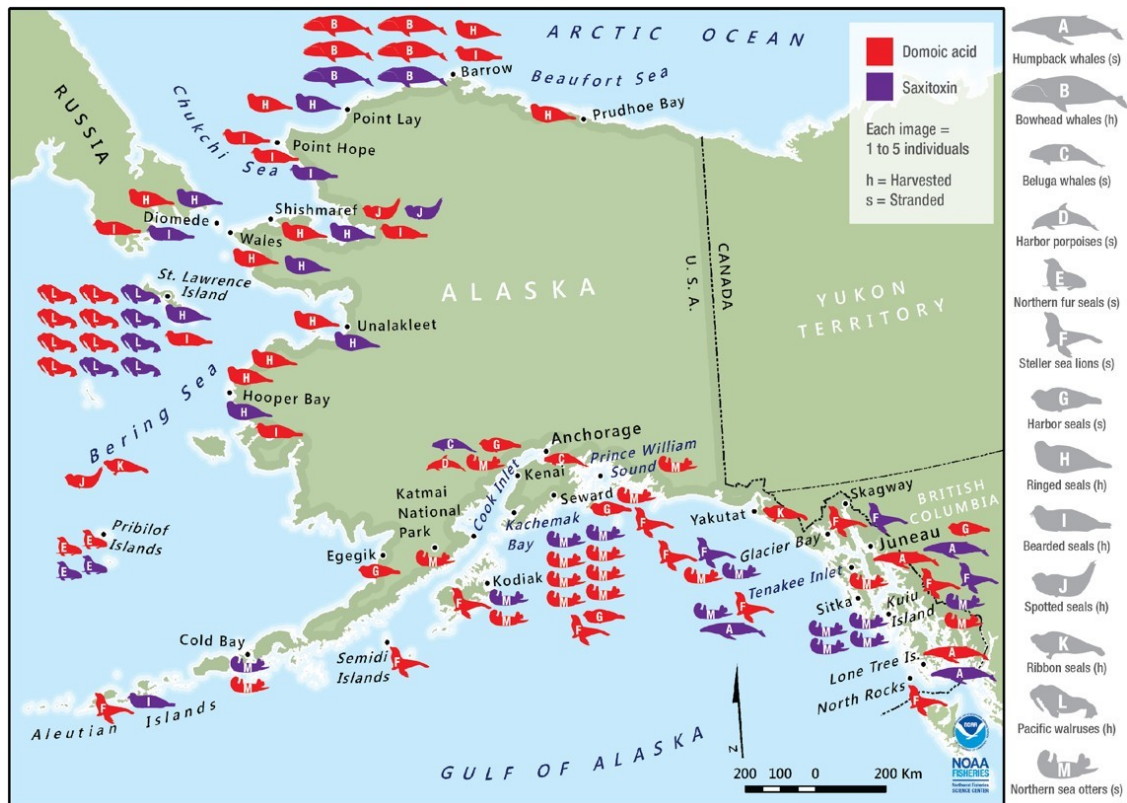 ARCTIC OCEAN
Beaufort Sea
Chukchi Sea
RUSSIA
Barrow
Point Lay
Prudhoe Bay
Point Hope
Diomede
Shishmaref
Wales
St. Lawrence
Island
ALASKA
Unalakleet
Bering Sea
Hooper Bay
CANADA
U.S.A.
YUKON
TERRITORY
Anchorage
Prince William
Sound
Kenai
Cook Inlet
Katmai
National
Park
Seward
Kachemak
Bay
Yakutat
Skagway
BRITISH
COLUMBIA
Glacier Bay
Juneau
Pribilof
Islands
Egegik
Kodiak
Tenakee Inlet
Sitka
Kuiu
Island
Cold Bay
Semidi
Islands
Lone Tree Is.
North Rocks
Aleutian Islands
GULF OF ALASKA
Z
200 100 0 200 Km
NOAA
NOAA
FISHERIES
Northwest Fisheries
SCIENCE CENTER
Domoic acid
Saxitoxin
Each image =
1 to 5 individuals
h = Harvested
s = Stranded
A
Humpback whales (s)
B
Bowhead whales (h)
C
Beluga whales (s)
D
Harbor porpoises (s)
E
Northern fur seals (s)
F
Steller sea lions (s)
G
Harbor seals (s)
H
Ringed seals (h)
I
Bearded seals (h)
J
Spotted seals (h)
K
Ribbon seals (h)
L
Pacific walruses (h)
M
Northern sea otters (s)